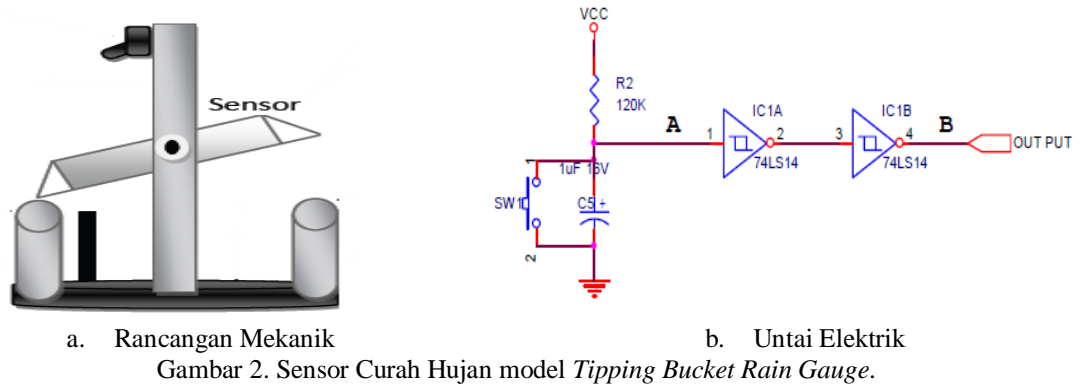 Sensor
VCC
R2
120K
A
B
IC1A
IC1B
1
2
3
4
OUT PUT
74LS14
74LS14
1
1uF 16V
SW1
C5 +
2
a. Rancangan Mekanik
b. Untai Elektrik
Gambar 2. Sensor Curah Hujan model Tipping Bucket Rain Gauge.